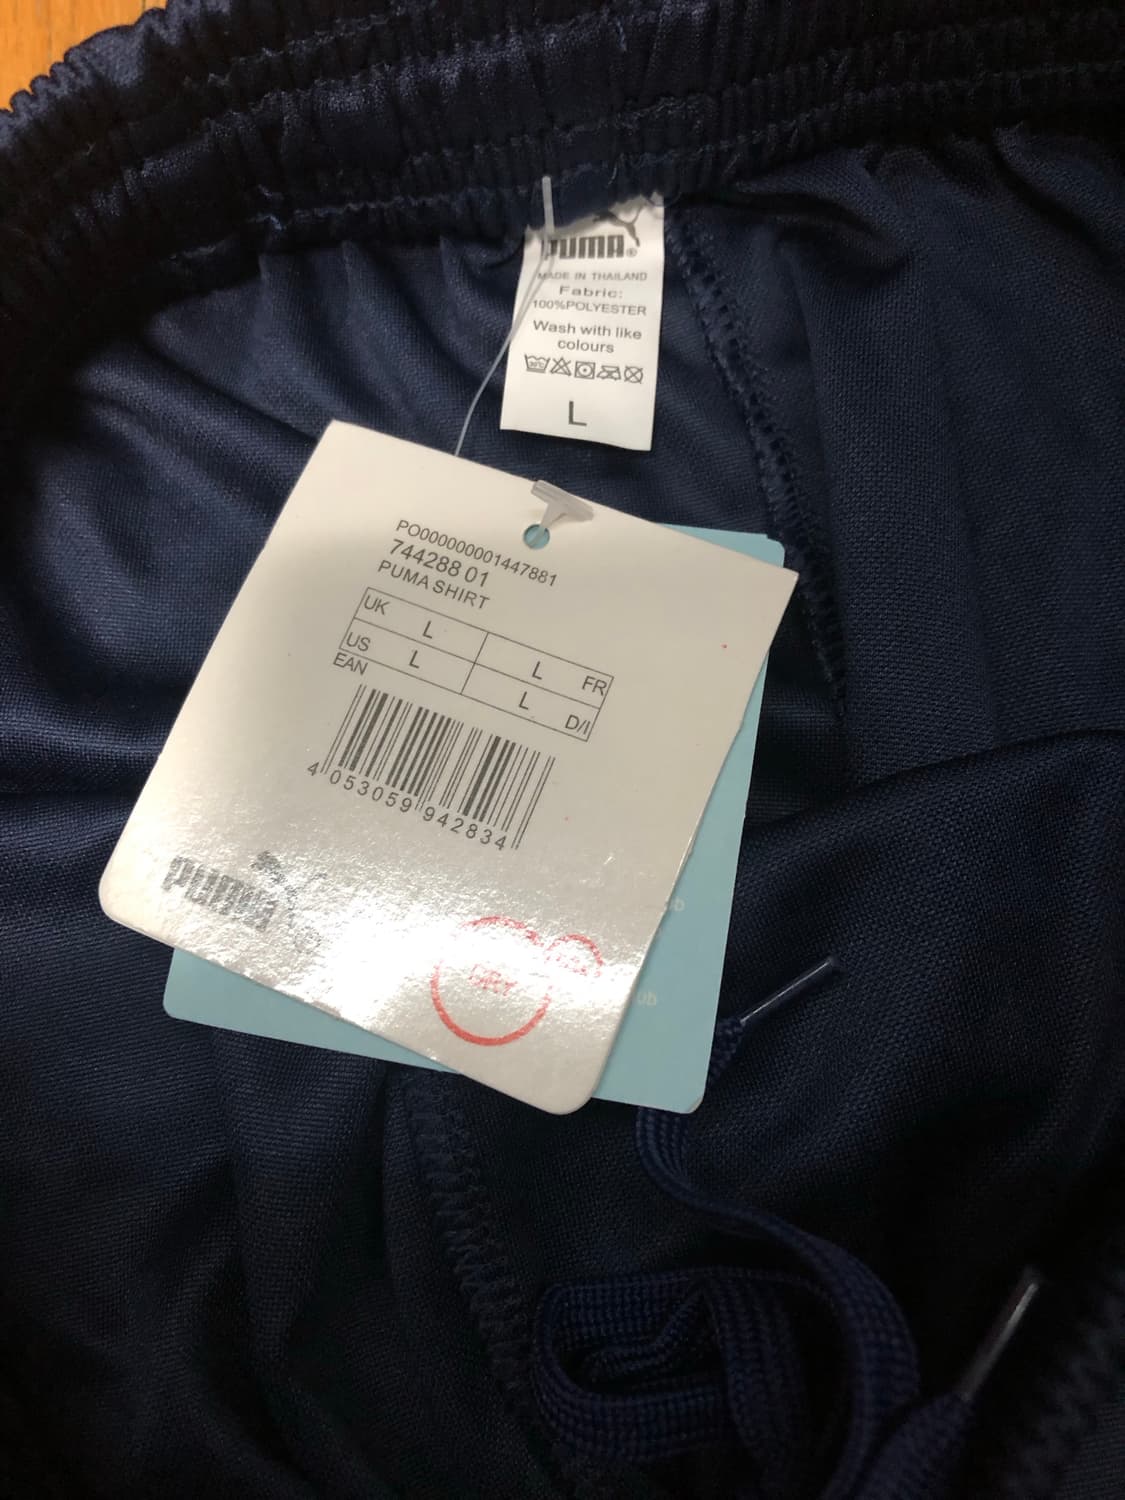 PUMA®
MADE IN THAILAND
Fabric:
100%POLYESTER
Wash with like
colours
L
PO000000001447881
744288 01
PUMA SHIRT
UK L L FR
US L L D/I
EAN
4 053059 942834
PUMA